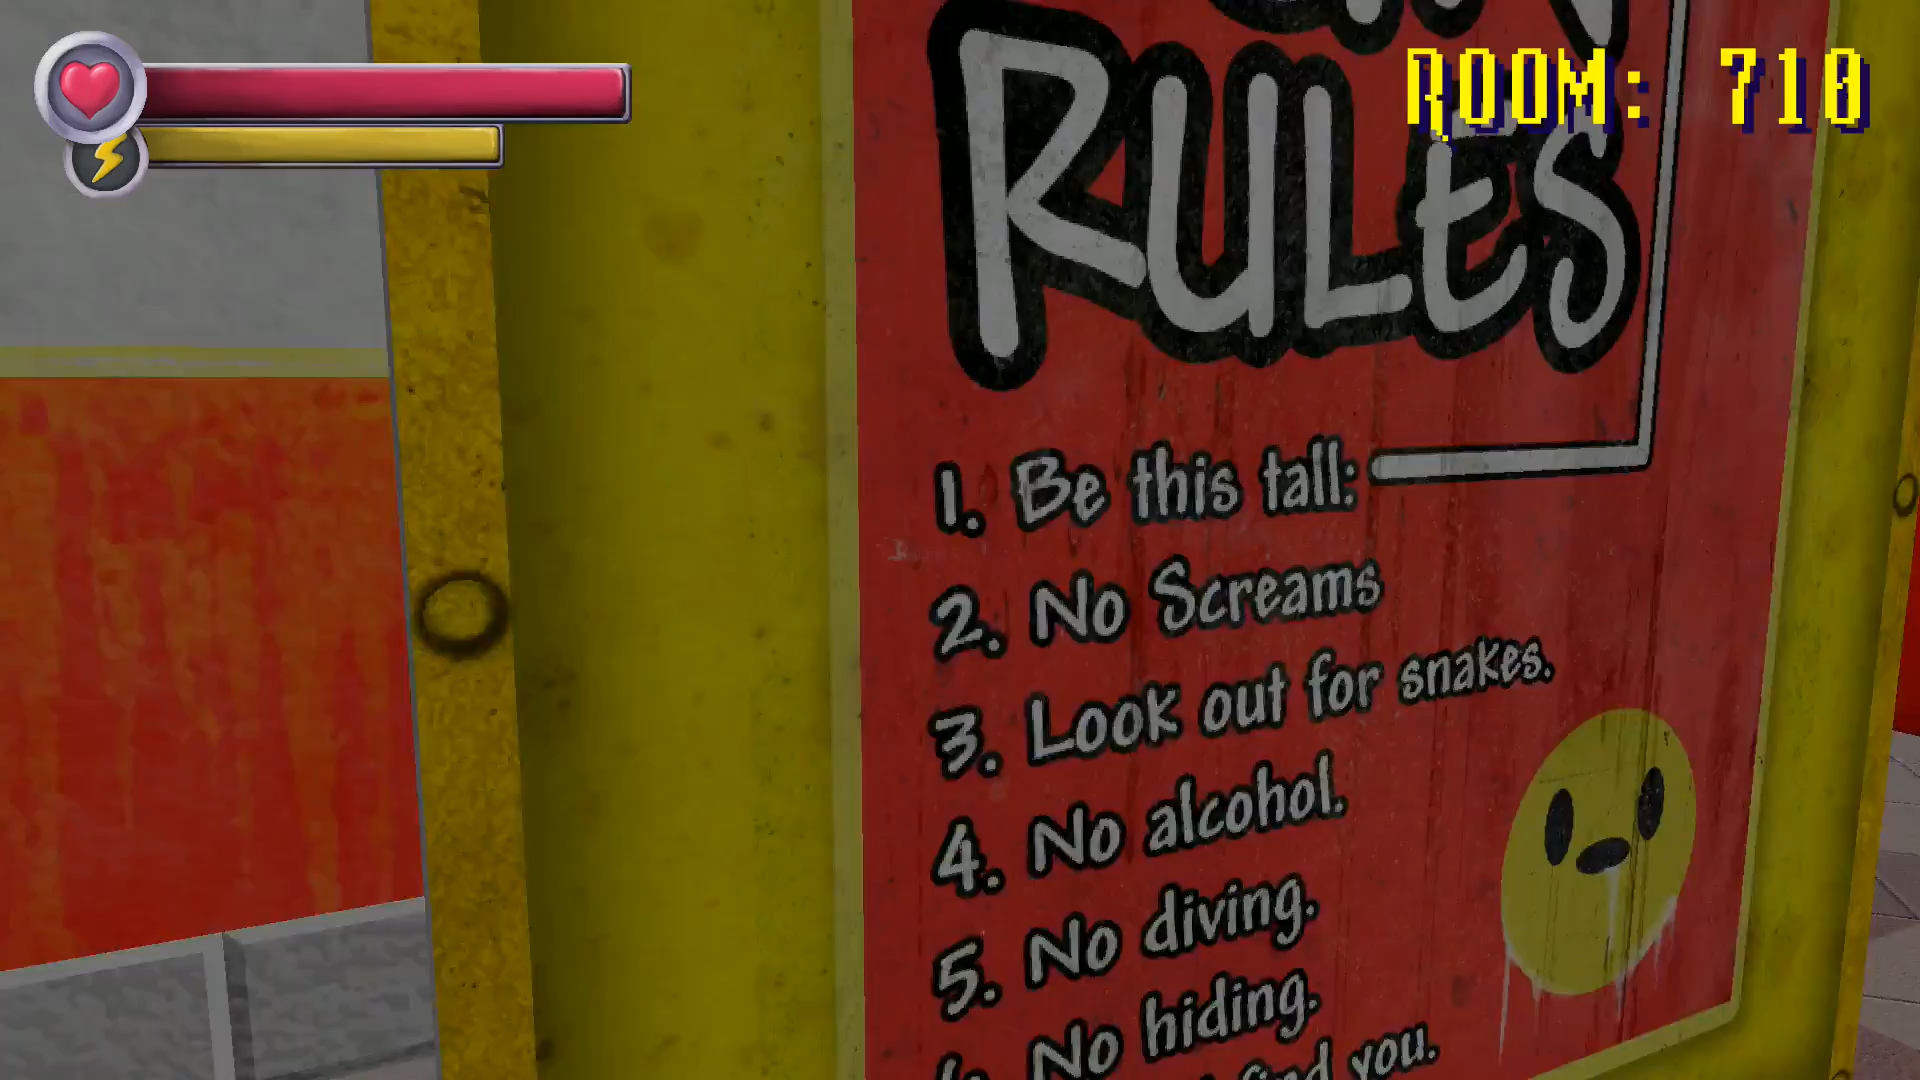 ROOM: 710
RULES
1. Be this tall:
2. No Screams
3. Look out for snakes.
4. No alcohol.
5. No diving.
No hiding.
find you.